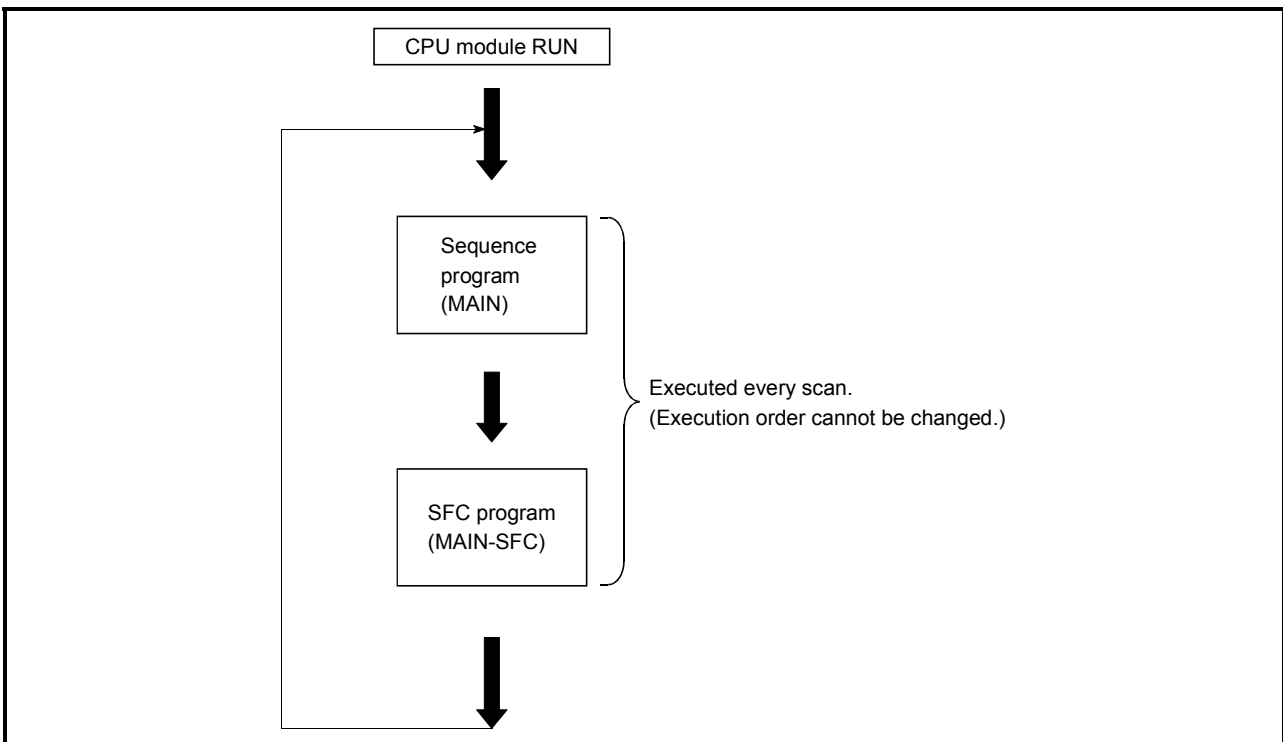 CPU module RUN
Sequence
program
(MAIN)
Executed every scan.
(Execution order cannot be changed.)
SFC program
(MAIN-SFC)